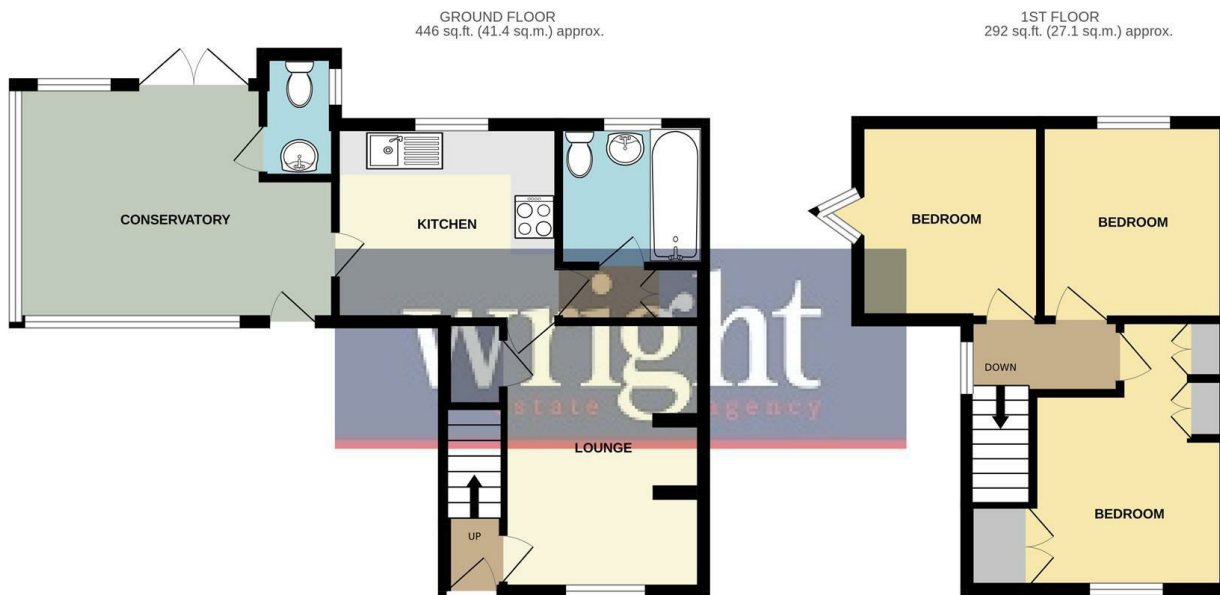 GROUND FLOOR
446 sq.ft. (41.4 sq.m.) approx.
1ST FLOOR
292 sq.ft. (27.1 sq.m.) approx.
CONSERVATORY
KITCHEN
BEDROOM
BEDROOM
wright
estate agency
DOWN
LOUNGE
UP
BEDROOM